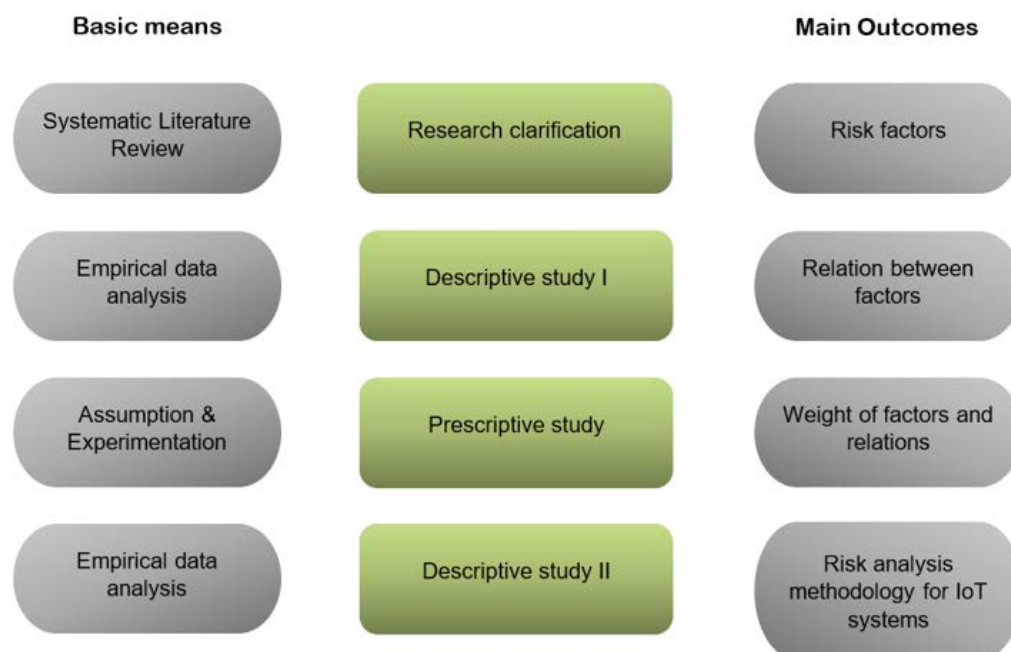 Basic means
Main Outcomes
Systematic Literature
Review
Research clarification
Risk factors
Empirical data
analysis
Descriptive study I
Relation between
factors
Assumption &
Experimentation
Prescriptive study
Weight of factors and
relations
Empirical data
analysis
Descriptive study II
Risk analysis
methodology for IoT
systems